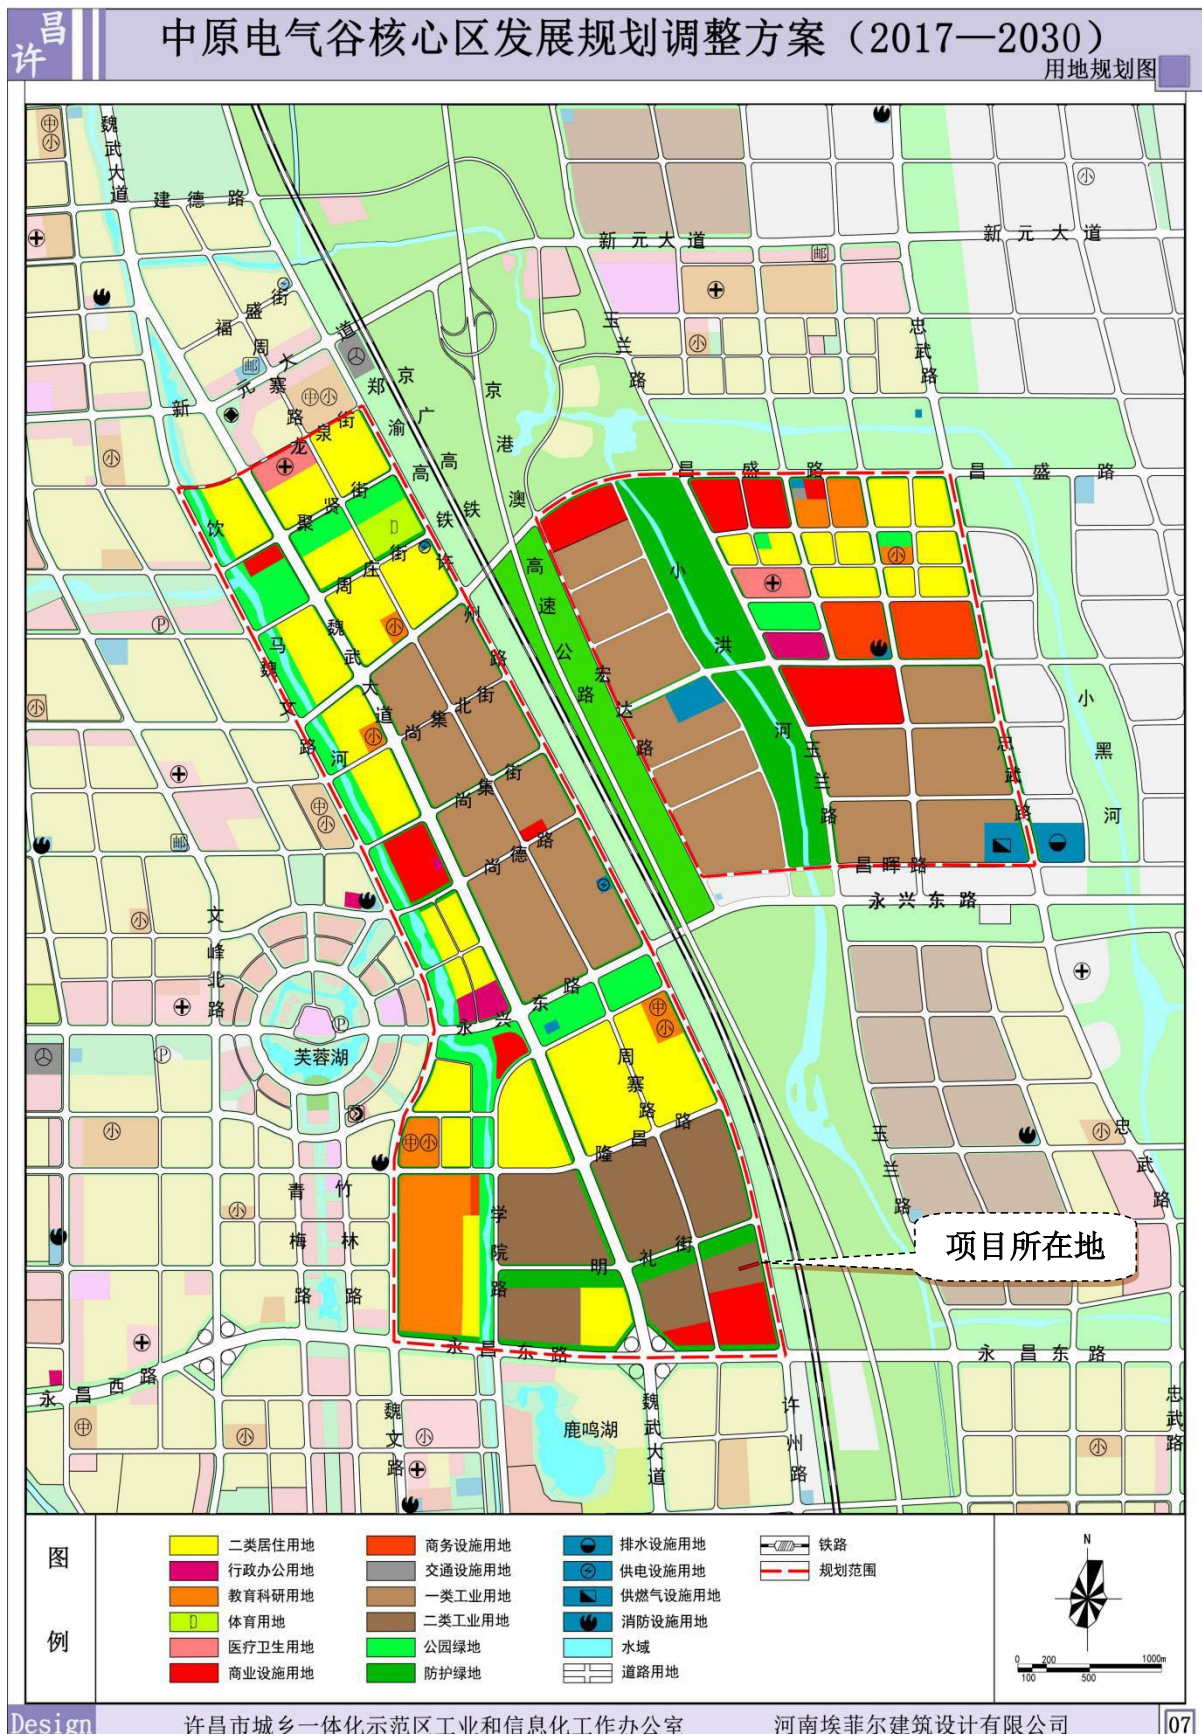 许昌
中原电气谷核心区发展规划调整方案（2017—2030）
用地规划图
魏武大道
建德路
新元大道
新元大道
福盛街
周寨路
新元大道
玉兰路
忠武路
龙泉街
郑渝高铁
京广高铁
京港澳高速公路
昌盛路
昌盛路
饮马河
聚贤街
周庄街
许州路
魏武大道
魏文路
小洪河
宏达路
尚集北街
尚集街
尚德路
玉兰路
忠武路
小黑河
昌晖路
永兴东路
文峰北路
永兴东路
芙蓉湖
周寨路
隆昌路
玉兰路
忠武路
青梅路
竹林路
学院路
明礼街
项目所在地
永昌西路
永昌东路
永昌东路
魏文路
鹿鸣湖
魏武大道
许州路
忠武路
图例
二类居住用地
行政办公用地
教育科研用地
体育用地
医疗卫生用地
商业设施用地
商务设施用地
交通设施用地
一类工业用地
二类工业用地
公园绿地
防护绿地
排水设施用地
供电设施用地
供燃气设施用地
消防设施用地
水域
道路用地
铁路
规划范围
N
0 200 1000m
100 500
Design 许昌市城乡一体化示范区工业和信息化工作办公室 河南埃菲尔建筑设计有限公司 07